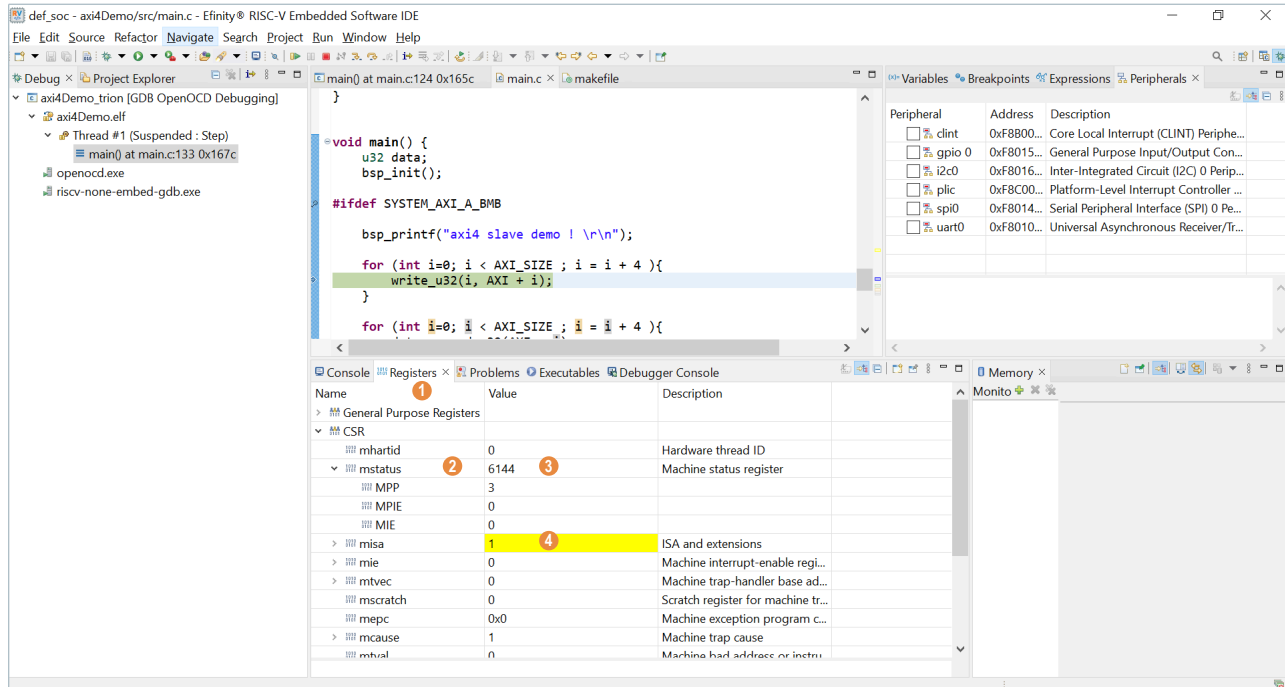 def_soc - axi4Demo/src/main.c - Efinity® RISC-V Embedded Software IDE
File Edit Source Refactor Navigate Search Project Run Window Help
Debug Project Explorer
axi4Demo_trion [GDB OpenOCD Debugging]
axi4Demo.elf
Thread #1 (Suspended : Step)
main() at main.c:133 0x167c
openocd.exe
riscv-none-embed-gdb.exe
main() at main.c:124 0x165c main.c makefile
}
void main() {
u32 data;
bsp_init();
#ifdef SYSTEM_AXI_A_BMB
bsp_printf("axi4 slave demo ! \r\n");
for (int i=0; i < AXI_SIZE ; i = i + 4 ){
write_u32(i, AXI + i);
}
for (int i=0; i < AXI_SIZE ; i = i + 4 ){
Variables Breakpoints Expressions Peripherals
Peripheral Address Description
clint 0xF8B00... Core Local Interrupt (CLINT) Periphe...
gpio 0 0xF8015... General Purpose Input/Output Con...
i2c0 0xF8016... Inter-Integrated Circuit (I2C) 0 Perip...
plic 0xF8C00... Platform-Level Interrupt Controller ...
spi0 0xF8014... Serial Peripheral Interface (SPI) 0 Pe...
uart0 0xF8010... Universal Asynchronous Receiver/Tr...
Console Registers Problems Executables Debugger Console
Name 1 Value Description
General Purpose Registers
CSR
mhartid 0 Hardware thread ID
mstatus 2 6144 3 Machine status register
MPP 3
MPIE 0
MIE 0
misa 1 4 ISA and extensions
mie 0 Machine interrupt-enable regi...
mtvec 0 Machine trap-handler base ad...
mscratch 0 Scratch register for machine tr...
mepc 0x0 Machine exception program c...
mcause 1 Machine trap cause
mtval 0 Machine bad address or instru
Memory
Monito